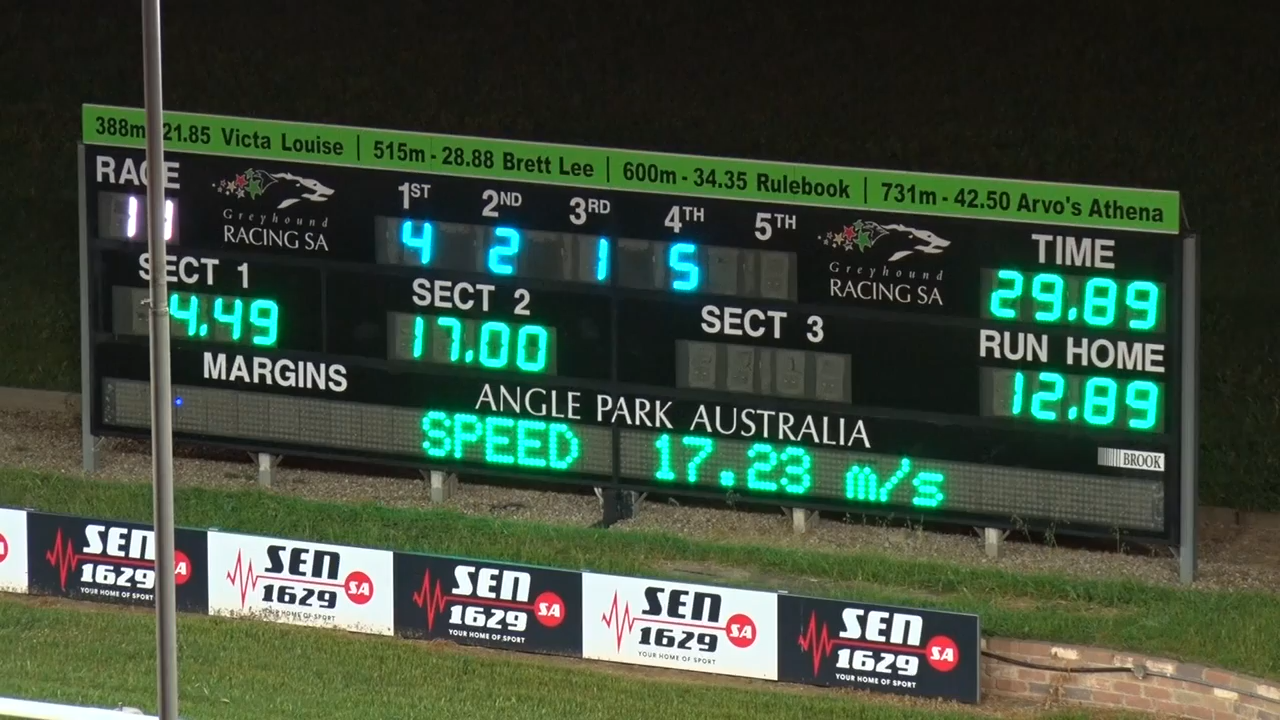 388m 21.85 Victa Louise | 515m - 28.88 Brett Lee | 600m - 34.35 Rulebook | 731m - 42.50 Arvo's Athena
RACE
11
Greyhound
RACING SA
1ST 2ND 3RD 4TH 5TH
4 2 1 5
Greyhound
RACING SA
TIME
29.89
SECT 1
4.49
SECT 2
17.00
SECT 3
RUN HOME
12.89
MARGINS
ANGLE PARK AUSTRALIA
SPEED 17.23 m/s
BROOK
SEN
1629 SA
YOUR HOME OF SPORT
SEN
1629 SA
YOUR HOME OF SPORT
SEN
1629 SA
YOUR HOME OF SPORT
SEN
1629 SA
YOUR HOME OF SPORT
SEN
1629 SA
YOUR HOME OF SPORT